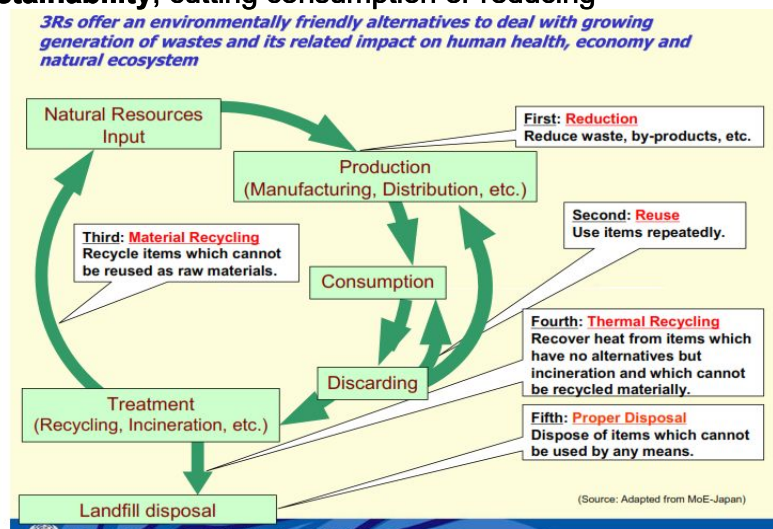 stainability, cutting consumption or reducing
3Rs offer an environmentally friendly alternatives to deal with growing
generation of wastes and its related impact on human health, economy and
natural ecosystem
Natural Resources
Input
First: Reduction
Reduce waste, by-products, etc.
Production
(Manufacturing, Distribution, etc.)
Second: Reuse
Use items repeatedly.
Third: Material Recycling
Recycle items which cannot
be reused as raw materials.
Consumption
Fourth: Thermal Recycling
Recover heat from items which
have no alternatives but
incineration and which cannot
be recycled materially.
Discarding
Treatment
(Recycling, Incineration, etc.)
Fifth: Proper Disposal
Dispose of items which cannot
be used by any means.
Landfill disposal
(Source: Adapted from MoE-Japan)